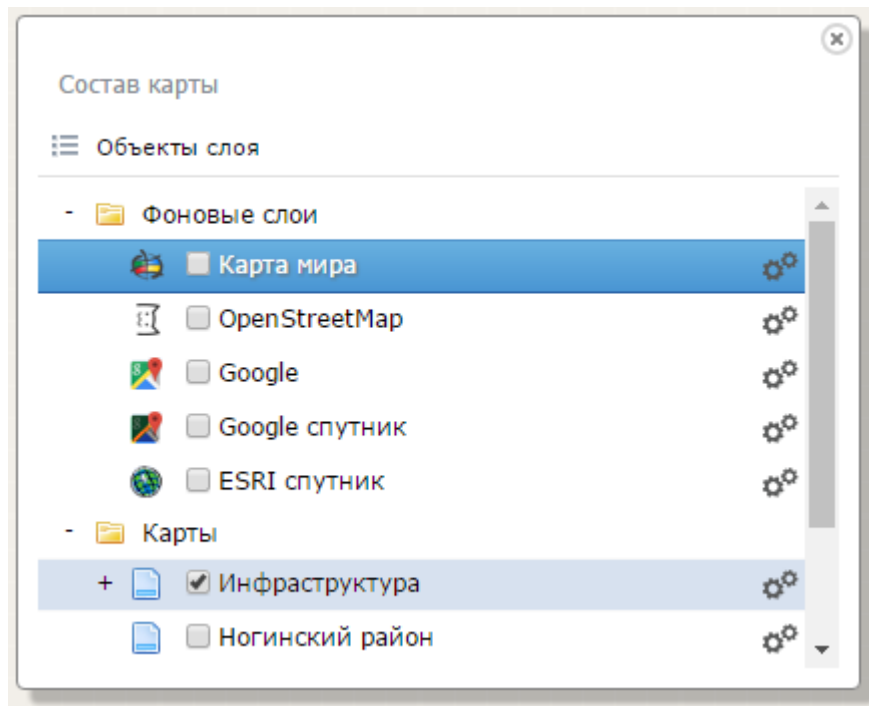 Состав карты
Объекты слоя
- Фоновые слои
Карта мира
OpenStreetMap
Google
Google спутник
ESRI спутник
- Карты
+ Инфраструктура
Ногинский район